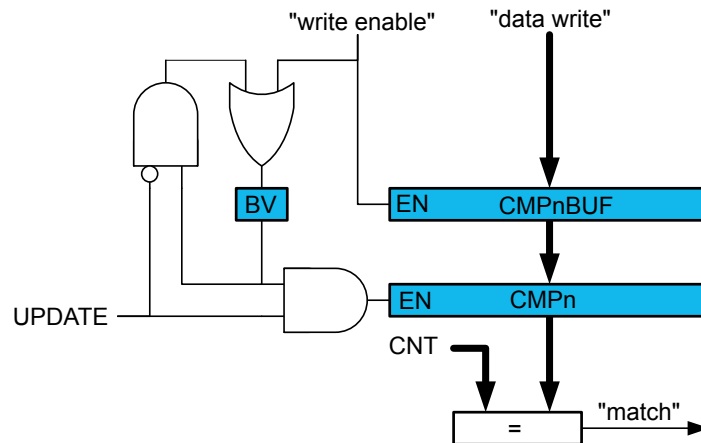 "write enable" "data write"
BV
EN CMPnBUF
EN CMPn
UPDATE
CNT
"match"
=